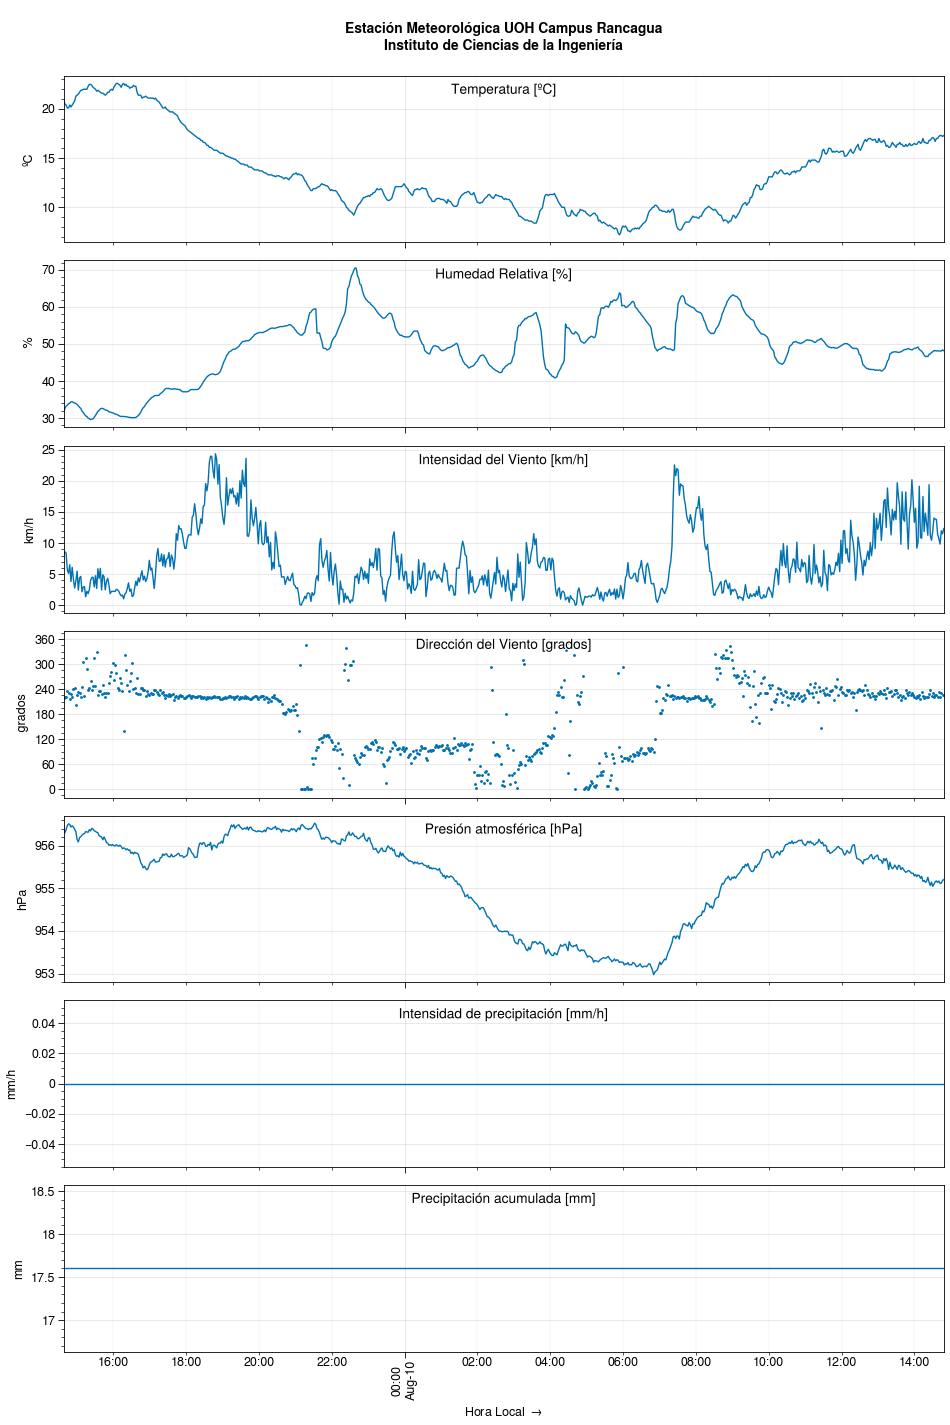 Estación Meteorológica UOH Campus Rancagua
Instituto de Ciencias de la Ingeniería
Temperatura [ºC]
ºC
20
15
10
Humedad Relativa [%]
%
70
60
50
40
30
Intensidad del Viento [km/h]
km/h
25
20
15
10
5
0
Dirección del Viento [grados]
grados
360
300
240
180
120
60
0
Presión atmosférica [hPa]
hPa
956
955
954
953
Intensidad de precipitación [mm/h]
mm/h
0.04
0.02
0
−0.02
−0.04
Precipitación acumulada [mm]
mm
18.5
18
17.5
17
16:00 18:00 20:00 22:00 00:00 02:00 04:00 06:00 08:00 10:00 12:00 14:00
Aug-10
Hora Local →